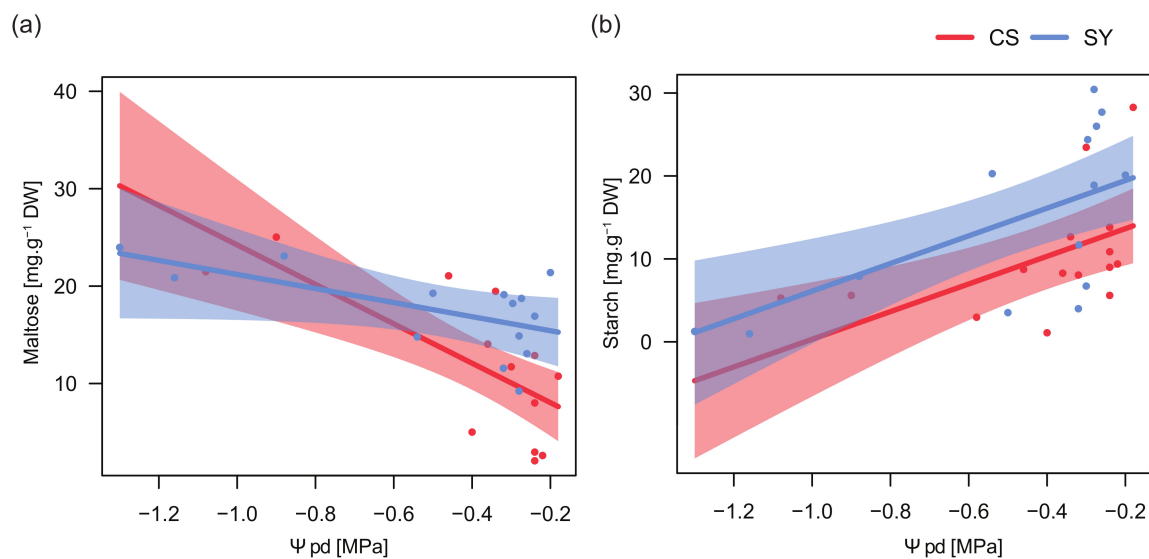 (a)
(b)
CS SY
Maltose [mg.g⁻¹ DW]
40
30
20
10
−1.2 −1.0 −0.8 −0.6 −0.4 −0.2
Ψ pd [MPa]
Starch [mg.g⁻¹ DW]
30
20
10
0
−1.2 −1.0 −0.8 −0.6 −0.4 −0.2
Ψ pd [MPa]